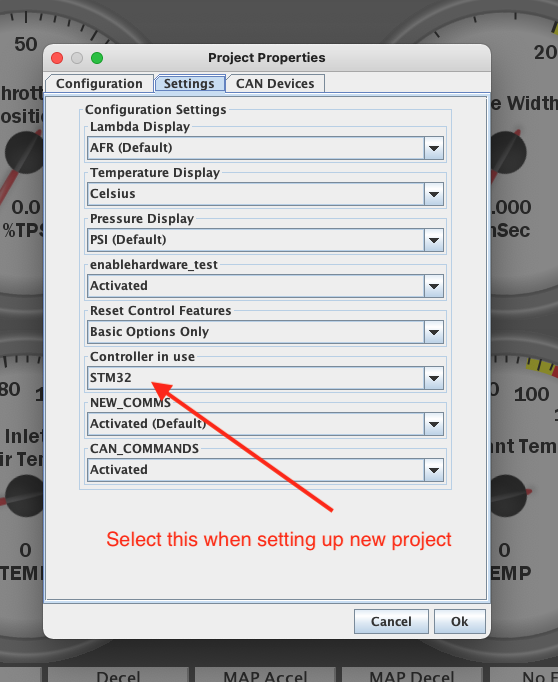 50
20
Project Properties
Configuration
Settings
CAN Devices
Configuration Settings
Lambda Display
AFR (Default)
Temperature Display
Celsius
Pressure Display
PSI (Default)
enablehardware_test
Activated
Reset Control Features
Basic Options Only
Controller in use
STM32
NEW_COMMS
Activated (Default)
CAN_COMMANDS
Activated
Select this when setting up new project
Cancel
Ok
hrott
ositi
0.0
%TPS
e Width
.000
nSec
80
1
100
Inlet
ir Te
nt Tem
0
TEM
0
EMP
Decel
MAP Accel
MAP Decel
No